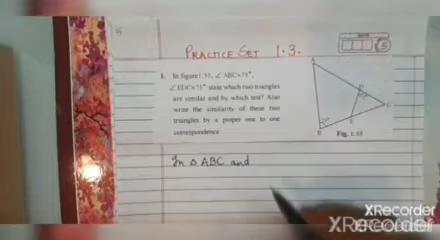 PRACTICE SET 1.3.
1. In figure 1.55, ∠ ABC=75°,
∠ EDC=75° state which two triangles
are similar and by which test? Also
write the similarity of these two
triangles by a proper one to one
correspondence.
A
C
B
Fig. 1.55
In △ ABC and
XRecorder
XRecorder